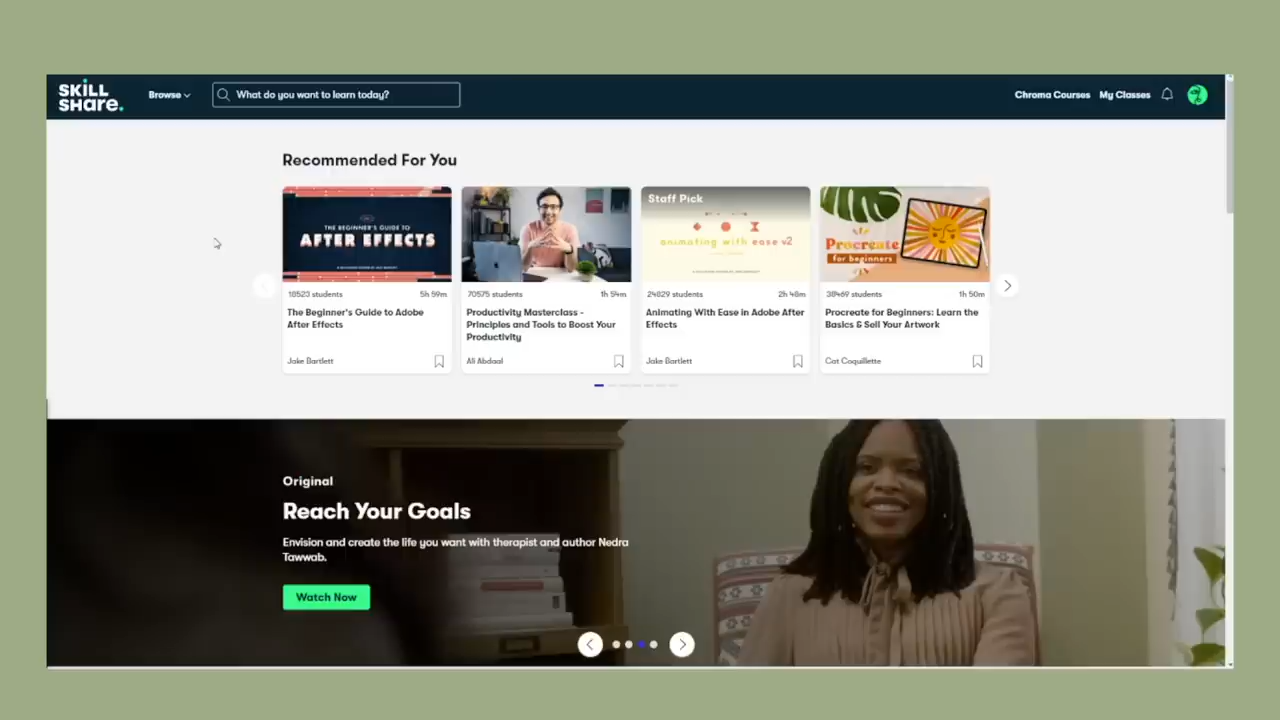 SKILL
SHARE.
Browse
What do you want to learn today?
Chroma Courses
My Classes
Recommended For You
THE BEGINNER'S GUIDE TO
AFTER EFFECTS
Staff Pick
animating with ease v2
Procreate
for beginners
18523 students
5h 59m
The Beginner's Guide to Adobe
After Effects
Jake Bartlett
70575 students
1h 54m
Productivity Masterclass -
Principles and Tools to Boost Your
Productivity
Ali Abdaal
24829 students
2h 48m
Animating With Ease in Adobe After
Effects
Jake Bartlett
38469 students
1h 50m
Procreate for Beginners: Learn the
Basics & Sell Your Artwork
Cat Coquillette
Original
Reach Your Goals
Envision and create the life you want with therapist and author Nedra
Tawwab.
Watch Now